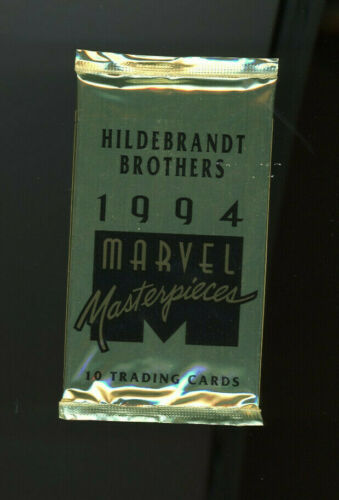 HILDEBRANDT
BROTHERS
1994
MARVEL
Masterpieces
10 TRADING CARDS